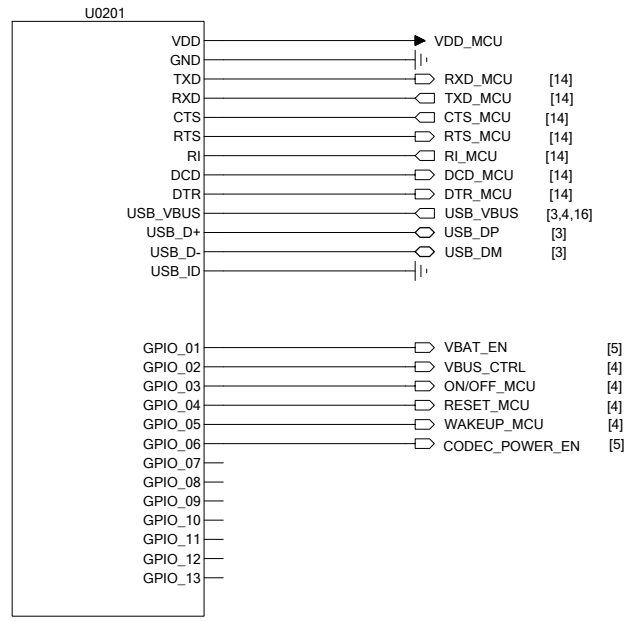 U0201
VDD VDD_MCU
GND
TXD RXD_MCU [14]
RXD TXD_MCU [14]
CTS CTS_MCU [14]
RTS RTS_MCU [14]
RI RI_MCU [14]
DCD DCD_MCU [14]
DTR DTR_MCU [14]
USB_VBUS USB_VBUS [3,4,16]
USB_D+ USB_DP [3]
USB_D- USB_DM [3]
USB_ID
GPIO_01 VBAT_EN [5]
GPIO_02 VBUS_CTRL [4]
GPIO_03 ON/OFF_MCU [4]
GPIO_04 RESET_MCU [4]
GPIO_05 WAKEUP_MCU [4]
GPIO_06 CODEC_POWER_EN [5]
GPIO_07
GPIO_08
GPIO_09
GPIO_10
GPIO_11
GPIO_12
GPIO_13